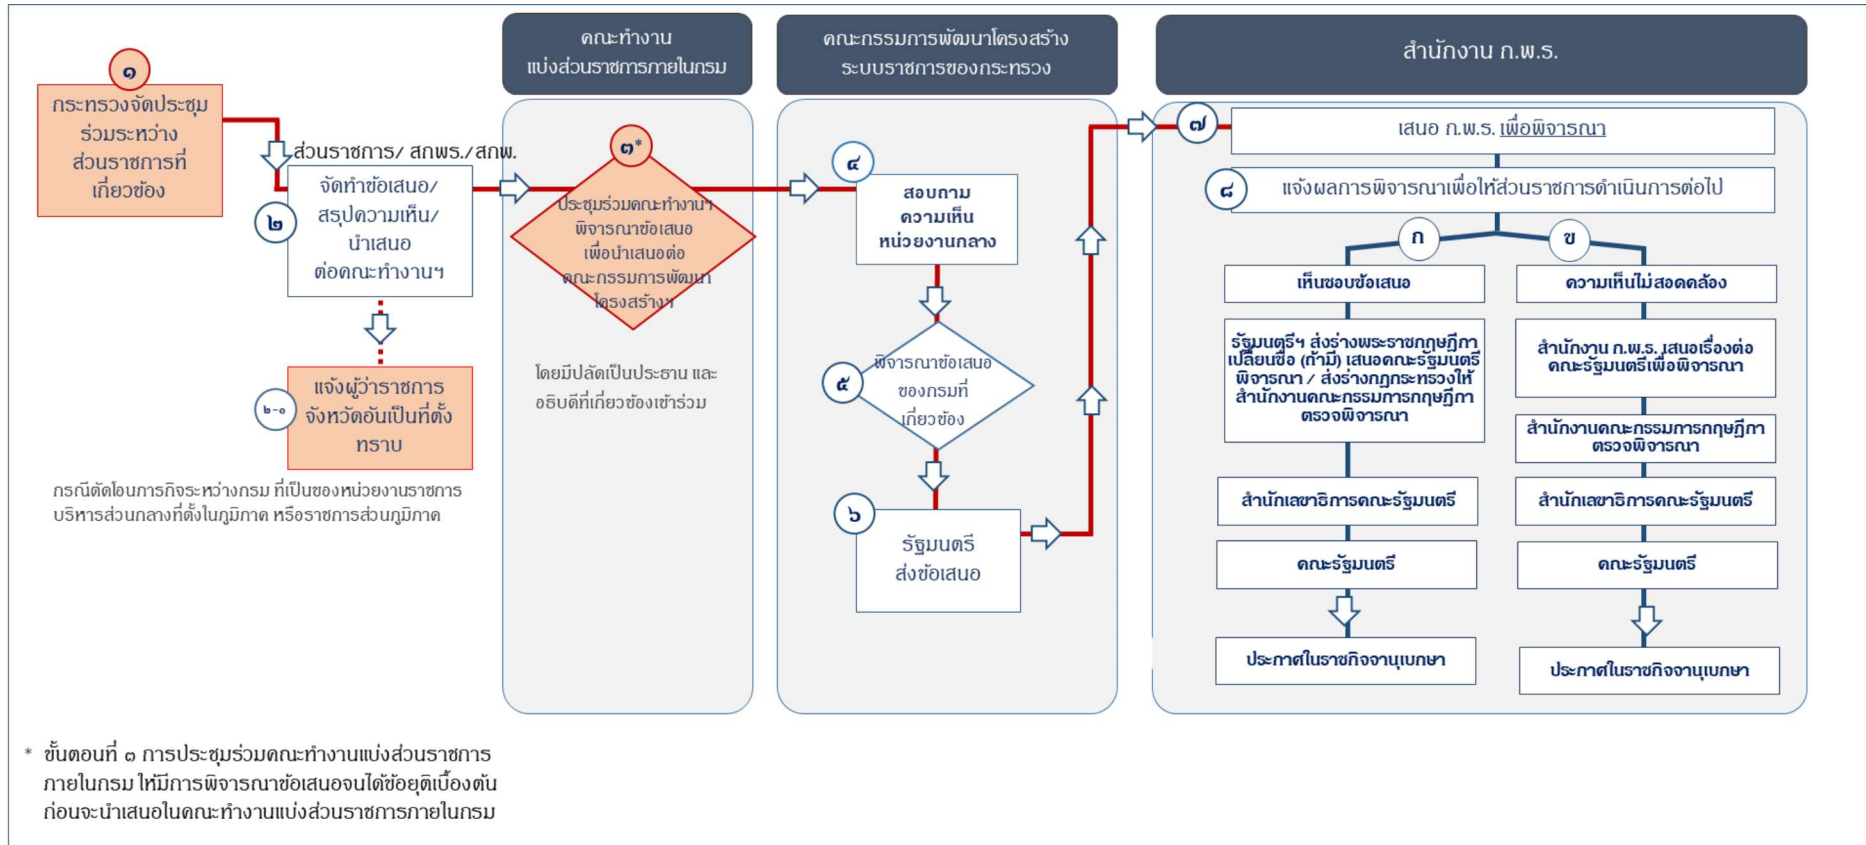 คณะทำงาน
แบ่งส่วนราชการภายในกรม
คณะกรรมการพัฒนาโครงสร้าง
ระบบราชการของกระทรวง
สำนักงาน ก.พ.ร.
๑
กระทรวงจัดประชุม
ร่วมระหว่าง
ส่วนราชการที่
เกี่ยวข้อง
ส่วนราชการ/ สกพร./สกพ.
๒
จัดทำข้อเสนอ/
สรุปความเห็น/
นำเสนอ
ต่อคณะทำงานฯ
๒-๑
แจ้งผู้ว่าราชการ
จังหวัดอันเป็นที่ตั้ง
ทราบ
กรณีตัดโอนภารกิจระหว่างกรม ที่เป็นของหน่วยงานราชการ
บริหารส่วนกลางที่ตั้งในภูมิภาค หรือราชการส่วนภูมิภาค
๓*
ประชุมร่วมคณะทำงานฯ
พิจารณาข้อเสนอ
เพื่อนำเสนอต่อ
คณะกรรมการพัฒนา
โครงสร้างฯ
โดยมีปลัดเป็นประธาน และ
อธิบดีที่เกี่ยวข้องเข้าร่วม
๔
สอบถาม
ความเห็น
หน่วยงานกลาง
๕
พิจารณาข้อเสนอ
ของกรมที่
เกี่ยวข้อง
๖
รัฐมนตรี
ส่งข้อเสนอ
๗
เสนอ ก.พ.ร. เพื่อพิจารณา
๘
แจ้งผลการพิจารณาเพื่อให้ส่วนราชการดำเนินการต่อไป
ก
เห็นชอบข้อเสนอ
รัฐมนตรีฯ ส่งร่างพระราชกฤษฎีกา
เปลี่ยนชื่อ (ถ้ามี) เสนอคณะรัฐมนตรี
พิจารณา / ส่งร่างกฎกระทรวงให้
สำนักงานคณะกรรมการกฤษฎีกา
ตรวจพิจารณา
สำนักเลขาธิการคณะรัฐมนตรี
คณะรัฐมนตรี
ประกาศในราชกิจจานุเบกษา
ข
ความเห็นไม่สอดคล้อง
สำนักงาน ก.พ.ร. เสนอเรื่องต่อ
คณะรัฐมนตรีเพื่อพิจารณา
สำนักงานคณะกรรมการกฤษฎีกา
ตรวจพิจารณา
สำนักเลขาธิการคณะรัฐมนตรี
คณะรัฐมนตรี
ประกาศในราชกิจจานุเบกษา
* ขั้นตอนที่ ๓ การประชุมร่วมคณะทำงานแบ่งส่วนราชการ
ภายในกรม ให้มีการพิจารณาข้อเสนอจนได้ข้อยุติเบื้องต้น
ก่อนจะนำเสนอในคณะทำงานแบ่งส่วนราชการภายในกรม